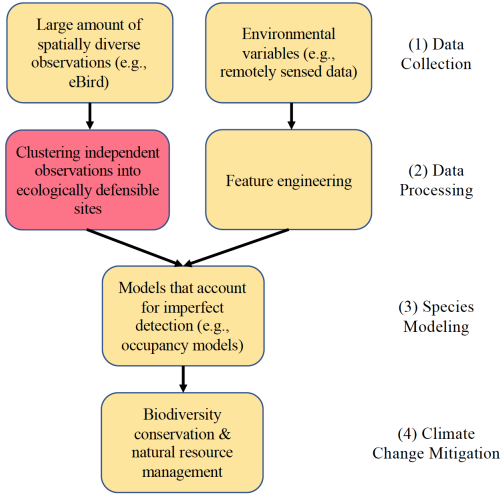 Large amount of
spatially diverse
observations (e.g.,
eBird)
Environmental
variables (e.g.,
remotely sensed data)
(1) Data
Collection
Clustering independent
observations into
ecologically defensible
sites
Feature engineering
(2) Data
Processing
Models that account
for imperfect
detection (e.g.,
occupancy models)
(3) Species
Modeling
Biodiversity
conservation &
natural resource
management
(4) Climate
Change Mitigation